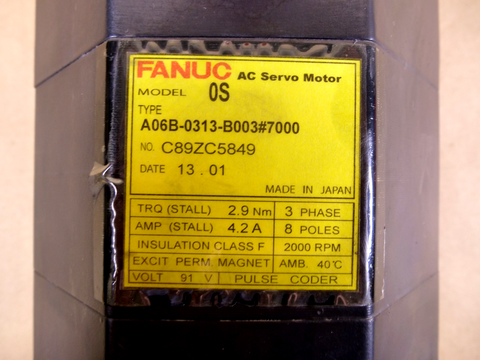 FANUC AC Servo Motor
MODEL 0S
TYPE
A06B-0313-B003#7000
NO. C89ZC5849
DATE 13.01
MADE IN JAPAN
TRQ (STALL) 2.9 Nm 3 PHASE
AMP (STALL) 4.2 A 8 POLES
INSULATION CLASS F 2000 RPM
EXCIT PERM. MAGNET AMB. 40°C
VOLT 91 V PULSE CODER